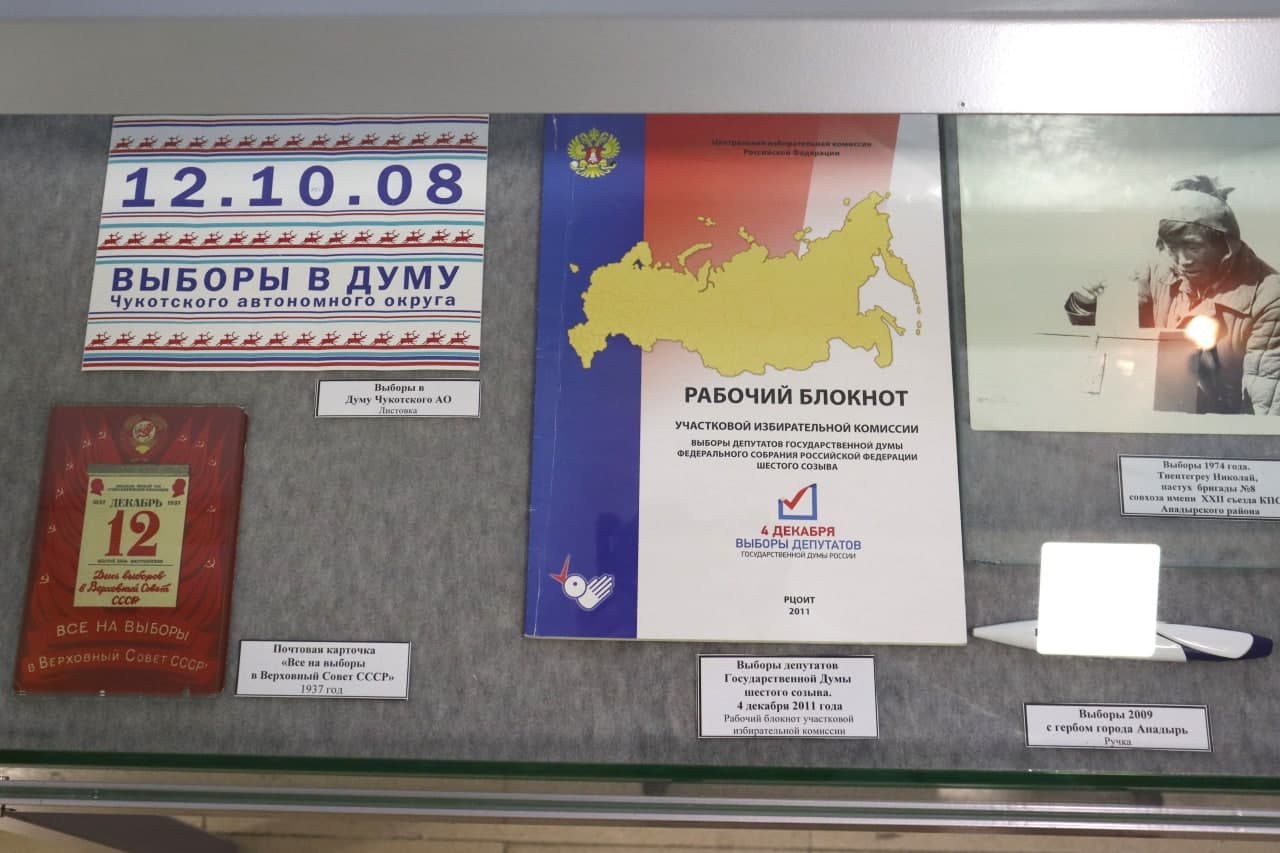 12.10.08
ВЫБОРЫ В ДУМУ
Чукотского автономного округа
Выборы в
Думу Чукотского АО
Листовка
1937 ДЕКАБРЬ 1937
12
День выборов
в Верховный Совет
СССР
ВСЕ НА ВЫБОРЫ
в Верховный Совет СССР!
Почтовая карточка
«Все на выборы
в Верховный Совет СССР»
1937 год
Центральная избирательная комиссия
Российской Федерации
РАБОЧИЙ БЛОКНОТ
УЧАСТКОВОЙ ИЗБИРАТЕЛЬНОЙ КОМИССИИ
ВЫБОРЫ ДЕПУТАТОВ ГОСУДАРСТВЕННОЙ ДУМЫ
ФЕДЕРАЛЬНОГО СОБРАНИЯ РОССИЙСКОЙ ФЕДЕРАЦИИ
ШЕСТОГО СОЗЫВА
4 ДЕКАБРЯ
ВЫБОРЫ ДЕПУТАТОВ
ГОСУДАРСТВЕННОЙ ДУМЫ РОССИИ
РЦОИТ
2011
Выборы депутатов
Государственной Думы
шестого созыва.
4 декабря 2011 года
Рабочий блокнот участковой
избирательной комиссии
Выборы 1974 года.
Тнентегреу Николай,
пастух бригады №8
совхоза имени XXII съезда КПС
Анадырского района
Выборы 2009
с гербом города Анадырь
Ручка